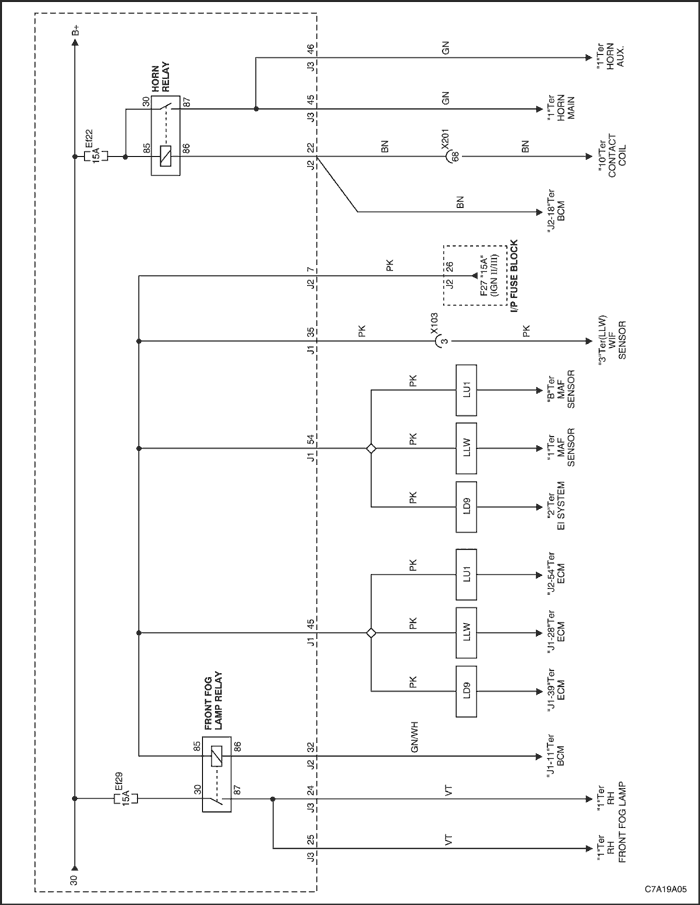 B+
Ef22
15A
HORN
RELAY
30
87
85
86
J3 46
GN
"1"Ter
HORN
AUX.
J3 45
GN
"1"Ter
HORN
MAIN
J2 22
BN
X201
68
BN
"10"Ter
CONTACT
COIL
BN
"J2-18"Ter
BCM
J2 7
PK
J2 26
F27 "15A"
(IGN II/III)
I/P FUSE BLOCK
J1 35
PK
X103
3
PK
"3"Ter(LLW)
WIF
SENSOR
J1 54
PK
LU1
"B"Ter
MAF
SENSOR
PK
LLW
"1"Ter
MAF
SENSOR
PK
LD9
"2"Ter
EI SYSTEM
J1 45
PK
LU1
"J2-54"Ter
ECM
PK
LLW
"J1-28"Ter
ECM
PK
LD9
"J1-39"Ter
ECM
FRONT FOG
LAMP RELAY
85
86
30
87
J2 32
GN/WH
"J1-11"Ter
BCM
Ef29
15A
J3 24
VT
"1"Ter
RH
J3 25
VT
"1"Ter
RH
FRONT FOG LAMP
30
C7A19A05